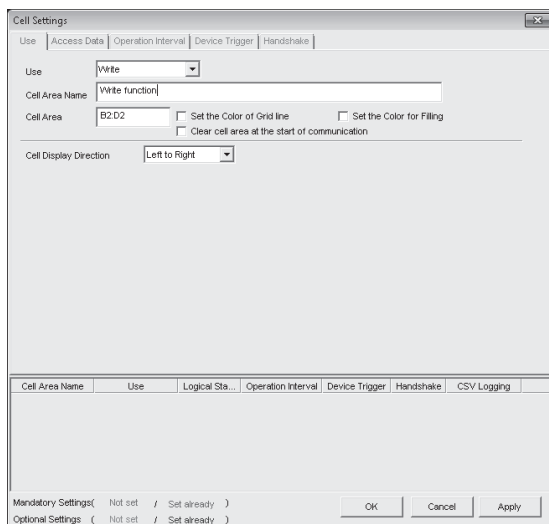 Cell Settings
Use Access Data Operation Interval Device Trigger Handshake
Use Write
Cell Area Name Write function
Cell Area B2:D2 Set the Color of Grid line Set the Color for Filling
Clear cell area at the start of communication
Cell Display Direction Left to Right
Cell Area Name Use Logical Sta... Operation Interval Device Trigger Handshake CSV Logging
Mandatory Settings( Not set / Set already )
Optional Settings ( Not set / Set already )
OK Cancel Apply